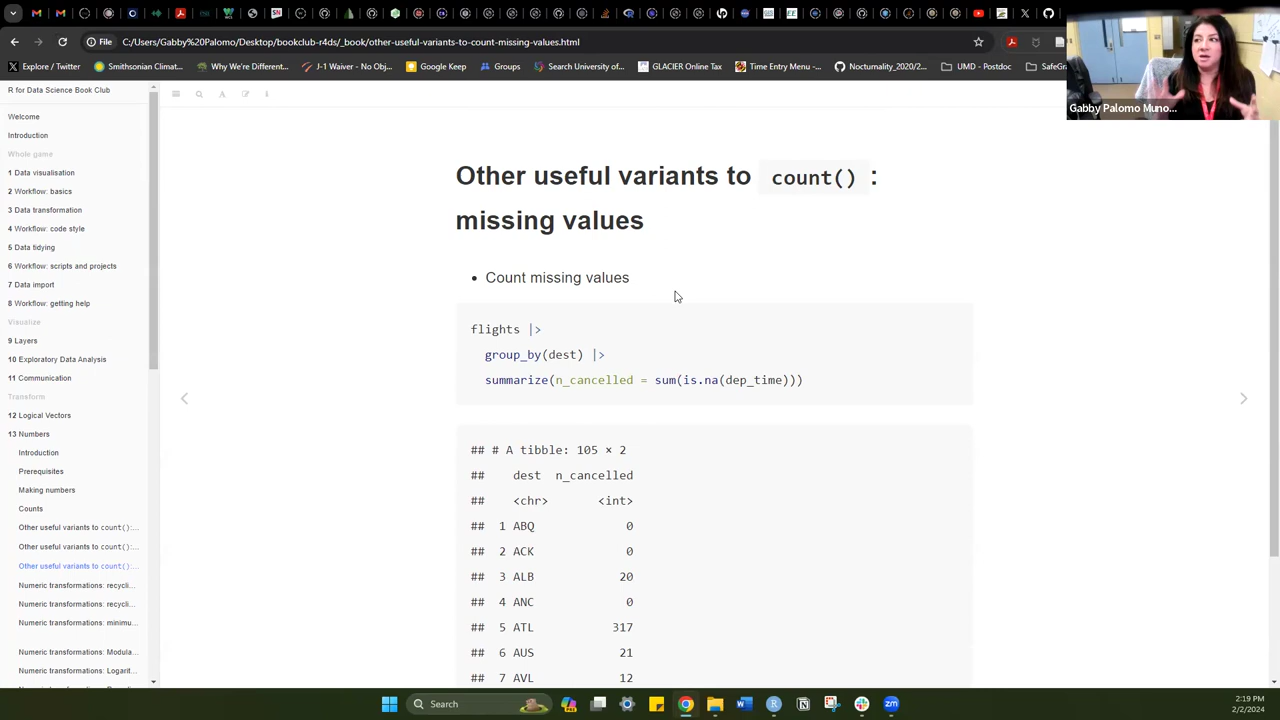 File C:/Users/Gabby%20Palomo/Desktop/bookclub-r4ds/_book/other-useful-variants-to-count-missing-values.html
Explore / Twitter
Smithsonian Climat...
Why We're Different...
J-1 Waiver - No Obj...
Google Keep
Search University of...
GLACIER Online Tax
Time Entry Menu -...
Nocturnality_2020/2...
UMD - Postdoc
SafeGra
Gabby Palomo Muno...
R for Data Science Book Club
Welcome
Introduction
Whole game
1 Data visualisation
2 Workflow: basics
3 Data transformation
4 Workflow: code style
5 Data tidying
6 Workflow: scripts and projects
7 Data import
8 Workflow: getting help
Visualize
9 Layers
10 Exploratory Data Analysis
11 Communication
Transform
12 Logical Vectors
13 Numbers
Introduction
Prerequisites
Making numbers
Counts
Other useful variants to count():...
Other useful variants to count():...
Other useful variants to count():...
Numeric transformations: recycli...
Numeric transformations: recycli...
Numeric transformations: minimu...
Numeric transformations: Modula...
Numeric transformations: Logarit...
Other useful variants to count() :
missing values
• Count missing values
flights |>
group_by(dest) |>
summarize(n_cancelled = sum(is.na(dep_time)))
## # A tibble: 105 × 2
## dest n_cancelled
## <chr> <int>
## 1 ABQ 0
## 2 ACK 0
## 3 ALB 20
## 4 ANC 0
## 5 ATL 317
## 6 AUS 21
## 7 AVL 12
Search
2:19 PM
2/2/2024